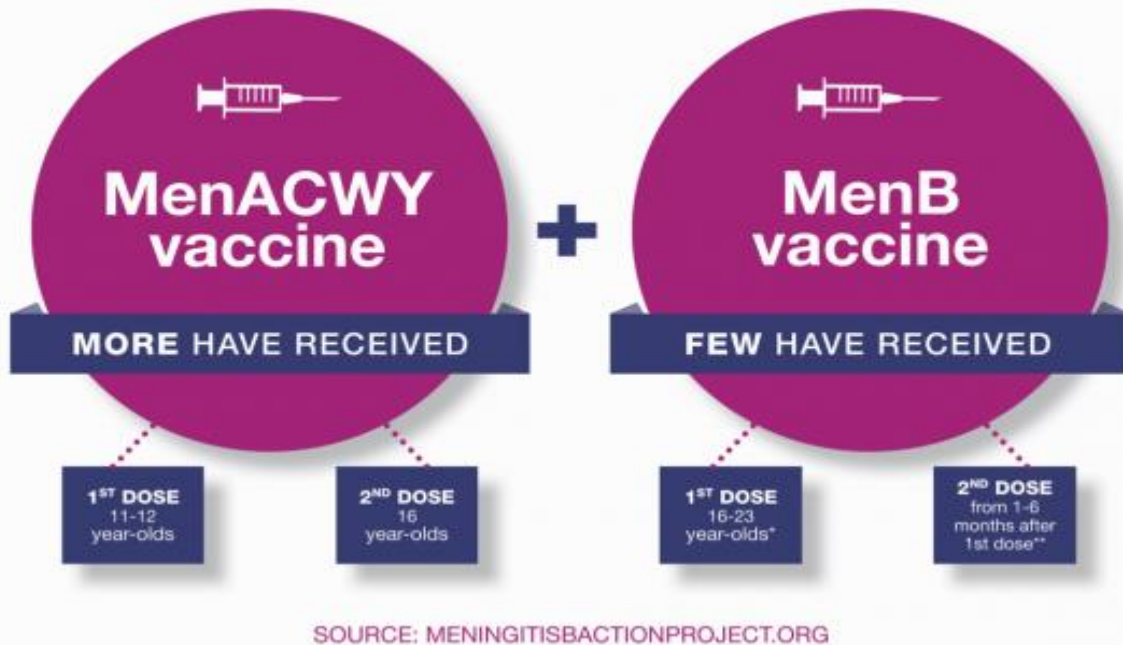 MenACWY
vaccine
MORE HAVE RECEIVED
1ST DOSE
11-12
year-olds
2ND DOSE
16
year-olds
+
MenB
vaccine
FEW HAVE RECEIVED
1ST DOSE
16-23
year-olds*
2ND DOSE
from 1-6
months after
1st dose**
SOURCE: MENINGITISBACTIONPROJECT.ORG